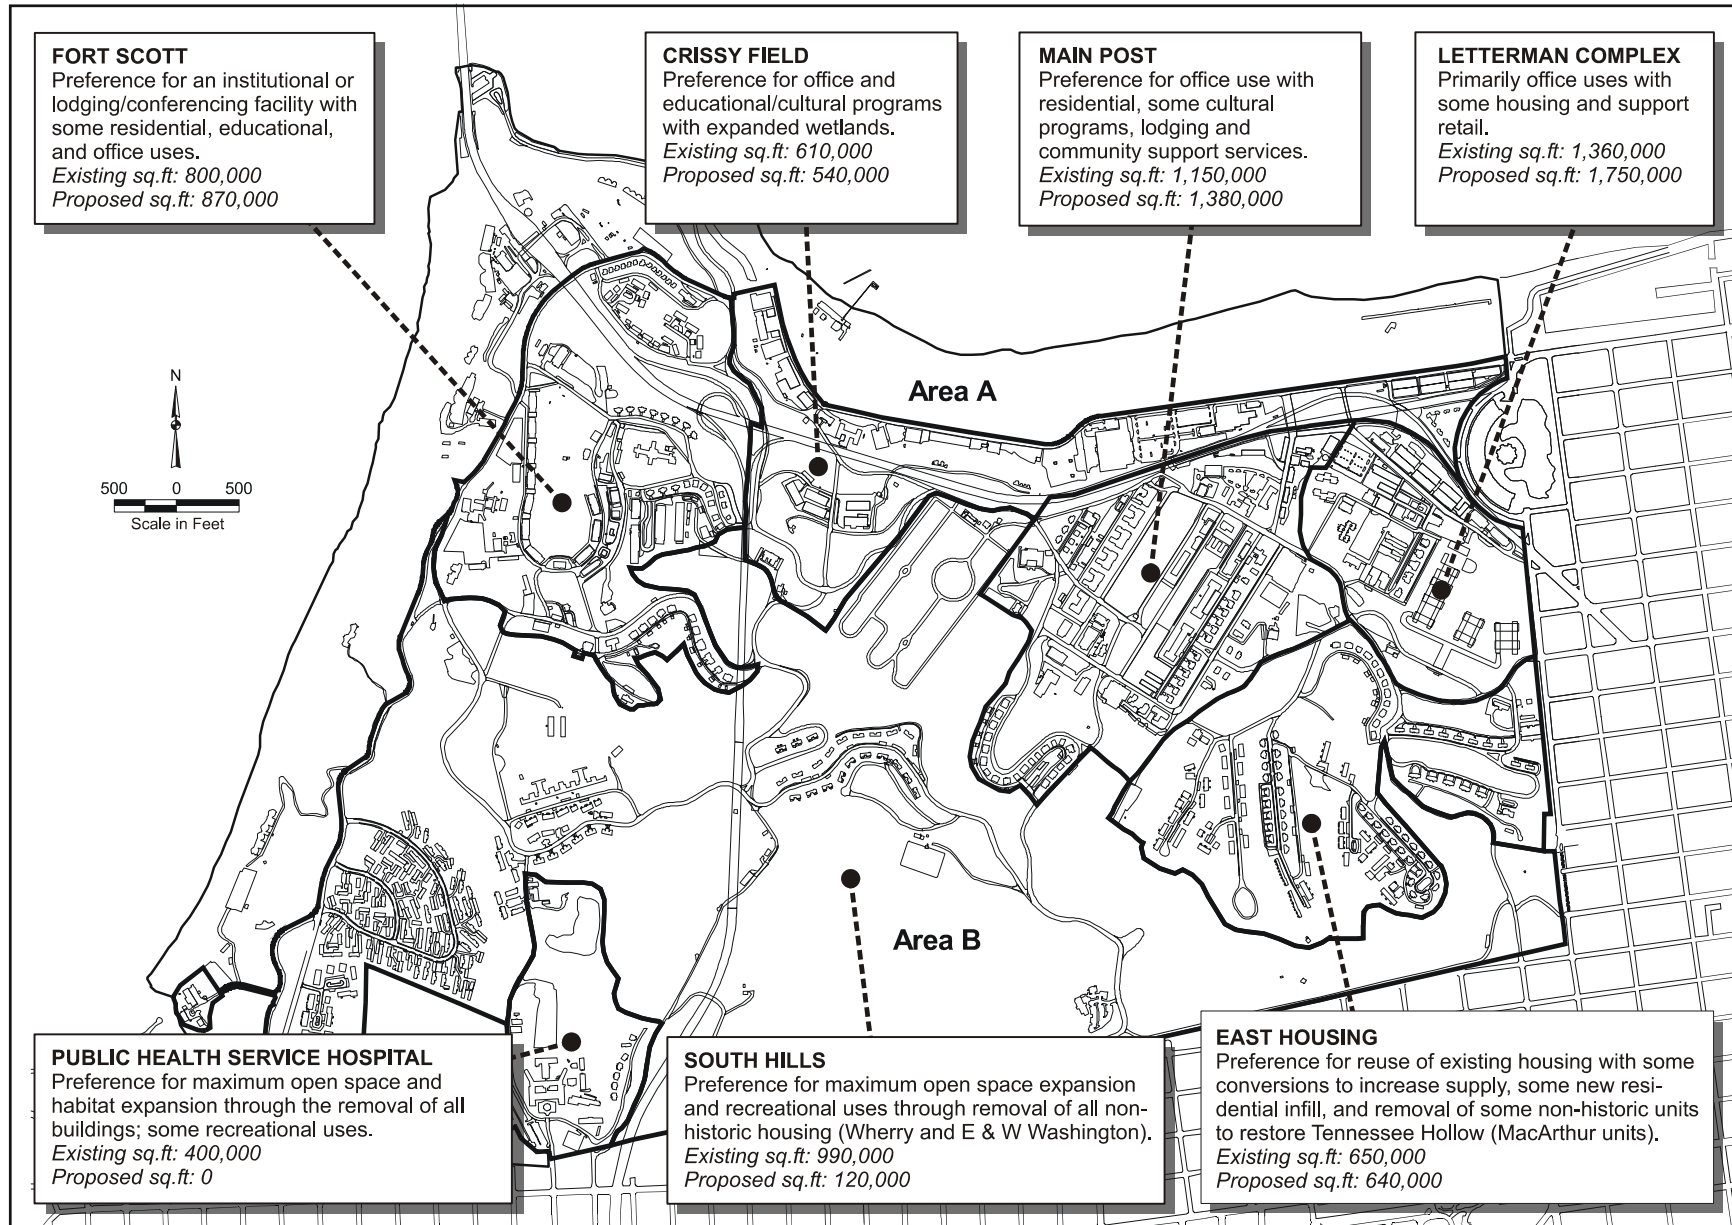 FORT SCOTT
Preference for an institutional or
lodging/conferencing facility with
some residential, educational,
and office uses.
Existing sq.ft: 800,000
Proposed sq.ft: 870,000
CRISSY FIELD
Preference for office and
educational/cultural programs
with expanded wetlands.
Existing sq.ft: 610,000
Proposed sq.ft: 540,000
MAIN POST
Preference for office use with
residential, some cultural
programs, lodging and
community support services.
Existing sq.ft: 1,150,000
Proposed sq.ft: 1,380,000
LETTERMAN COMPLEX
Primarily office uses with
some housing and support
retail.
Existing sq.ft: 1,360,000
Proposed sq.ft: 1,750,000
N
500 0 500
Scale in Feet
Area A
Area B
PUBLIC HEALTH SERVICE HOSPITAL
Preference for maximum open space and
habitat expansion through the removal of all
buildings; some recreational uses.
Existing sq.ft: 400,000
Proposed sq.ft: 0
SOUTH HILLS
Preference for maximum open space expansion
and recreational uses through removal of all non-
historic housing (Wherry and E & W Washington).
Existing sq.ft: 990,000
Proposed sq.ft: 120,000
EAST HOUSING
Preference for reuse of existing housing with some
conversions to increase supply, some new resi-
dential infill, and removal of some non-historic units
to restore Tennessee Hollow (MacArthur units).
Existing sq.ft: 650,000
Proposed sq.ft: 640,000